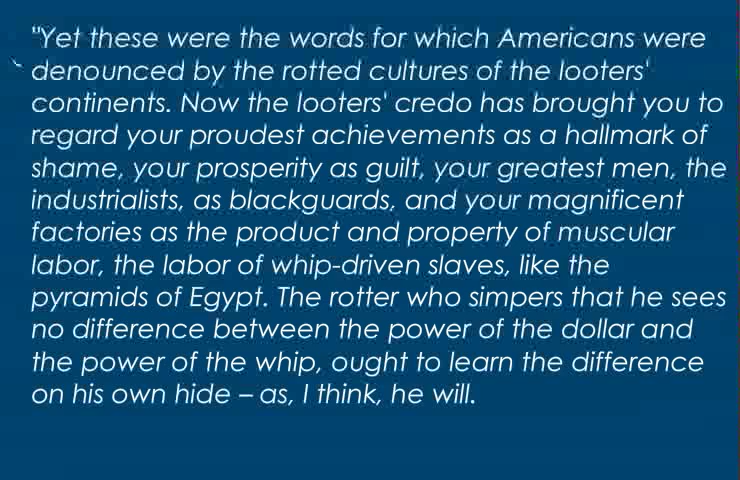 "Yet these were the words for which Americans were
denounced by the rotted cultures of the looters'
continents. Now the looters' credo has brought you to
regard your proudest achievements as a hallmark of
shame, your prosperity as guilt, your greatest men, the
industrialists, as blackguards, and your magnificent
factories as the product and property of muscular
labor, the labor of whip-driven slaves, like the
pyramids of Egypt. The rotter who simpers that he sees
no difference between the power of the dollar and
the power of the whip, ought to learn the difference
on his own hide – as, I think, he will.